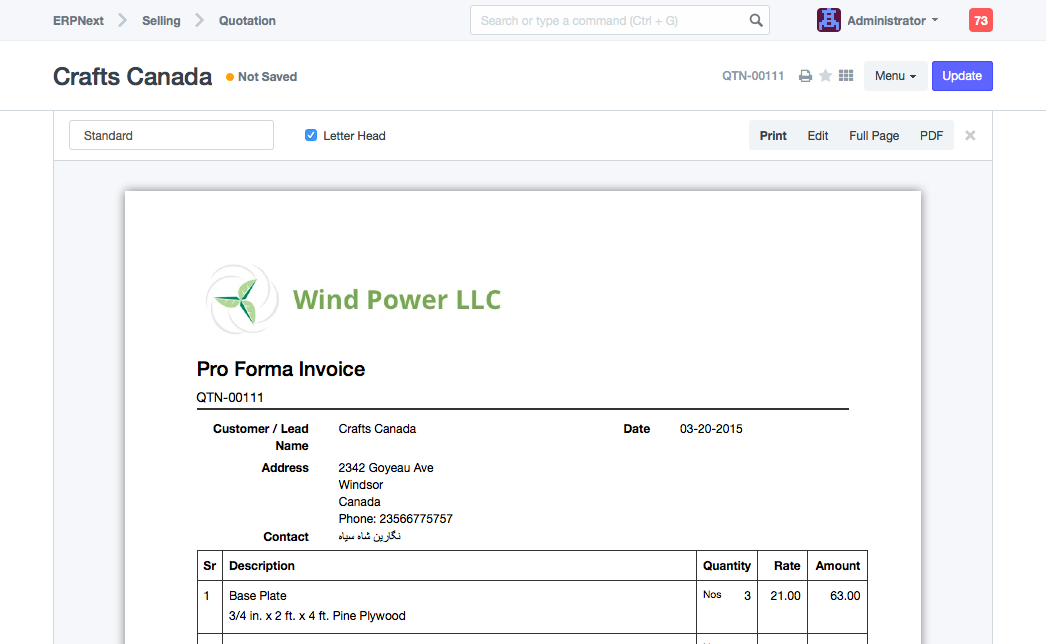 ERPNext Selling Quotation Search or type a command (Ctrl + G) Administrator 73
Crafts Canada Not Saved QTN-00111 Menu Update
Standard Letter Head Print Edit Full Page PDF
Wind Power LLC
Pro Forma Invoice
QTN-00111
Customer / Lead Name Crafts Canada Date 03-20-2015
Address 2342 Goyeau Ave
Windsor
Canada
Phone: 23566775757
Contact نگارین شاه سیاه
Sr Description Quantity Rate Amount
1 Base Plate Nos 3 21.00 63.00
3/4 in. x 2 ft. x 4 ft. Pine Plywood